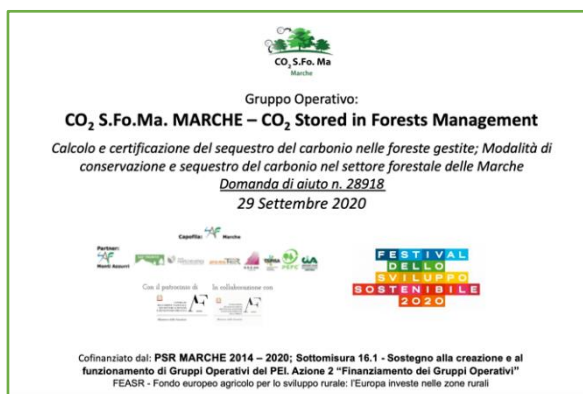 CO2 S.Fo. Ma
Marche
Gruppo Operativo:
CO2 S.Fo.Ma. MARCHE – CO2 Stored in Forests Management
Calcolo e certificazione del sequestro del carbonio nelle foreste gestite; Modalità di
conservazione e sequestro del carbonio nel settore forestale delle Marche
Domanda di aiuto n. 28918
29 Settembre 2020
Capofila: Marche
Partner:
Monti Azzurri
PEFC
CIA
Con il patrocinio di In collaborazione con
FESTIVAL
DELLO
SVILUPPO
SOSTENIBILE
2020
Cofinanziato dal: PSR MARCHE 2014 – 2020; Sottomisura 16.1 - Sostegno alla creazione e al
funzionamento di Gruppi Operativi del PEI. Azione 2 “Finanziamento dei Gruppi Operativi”
FEASR - Fondo europeo agricolo per lo sviluppo rurale: l'Europa investe nelle zone rurali